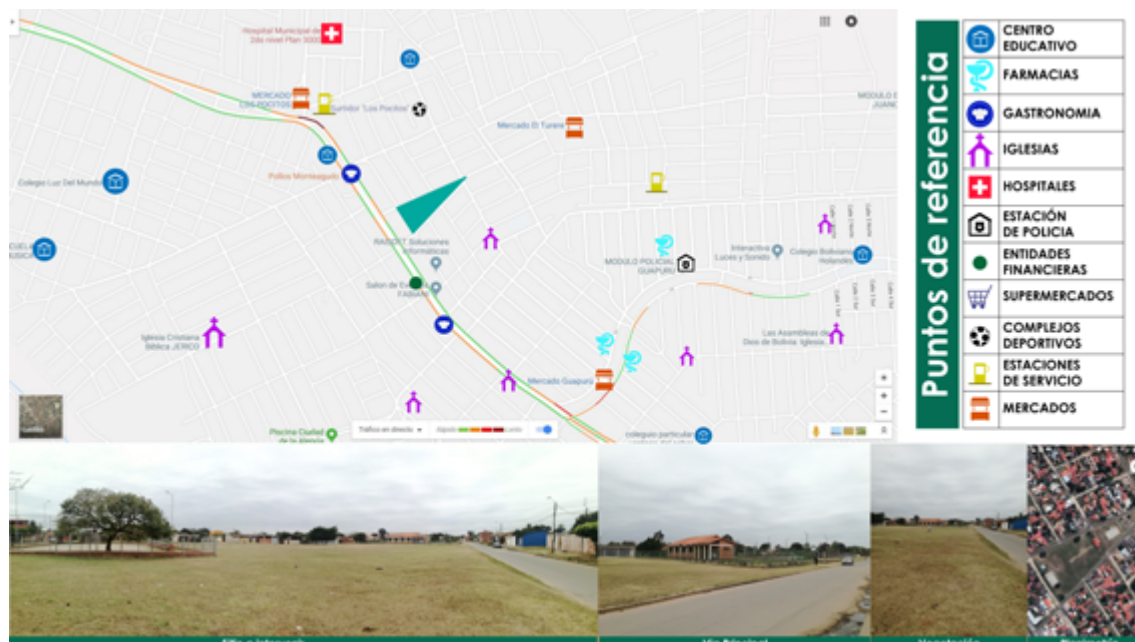 Hospital Municipal de
2do nivel Plan 3000
MERCADO
LOS POCITOS
Surtidor "Los Pocitos"
Mercado El Turere
Colegio Luz Del Mundo
Pollos Monteagudo
Soluciones
Informáticas
Salon de
FABIANI
MODULO POLICIAL
GUAPURU
Interactiva
Luces y Sonido
Colegio Boliviano
Holandés
Iglesia Cristiana
Bíblica JERICO
Las Asambleas de
Dios de Bolivia Iglesia...
Mercado Guapurú
Piscina Ciudad
de la Alegría
Tráfico en directo
Rápido
Lento
colegio particular
Puntos de referencia
CENTRO
EDUCATIVO
FARMACIAS
GASTRONOMIA
IGLESIAS
HOSPITALES
ESTACIÓN
DE POLICIA
ENTIDADES
FINANCIERAS
SUPERMERCADOS
COMPLEJOS
DEPORTIVOS
ESTACIONES
DE SERVICIO
MERCADOS